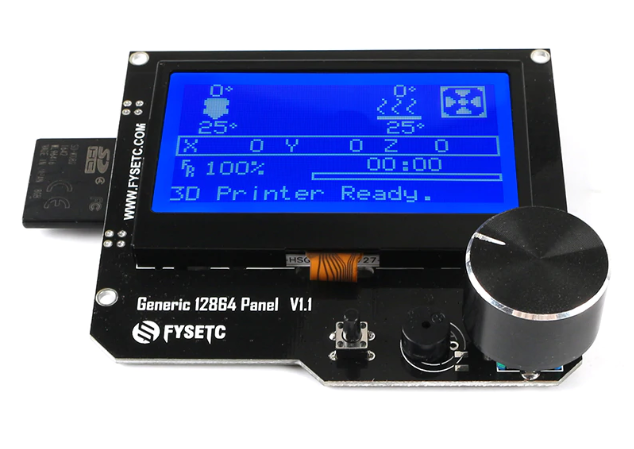 0° 0°
25° 25°
X 0 Y 0 Z 0
FR 100% 00:00
3D Printer Ready.
WWW.FYSETC.COM
Generic 12864 Panel V1.1
FYSETC